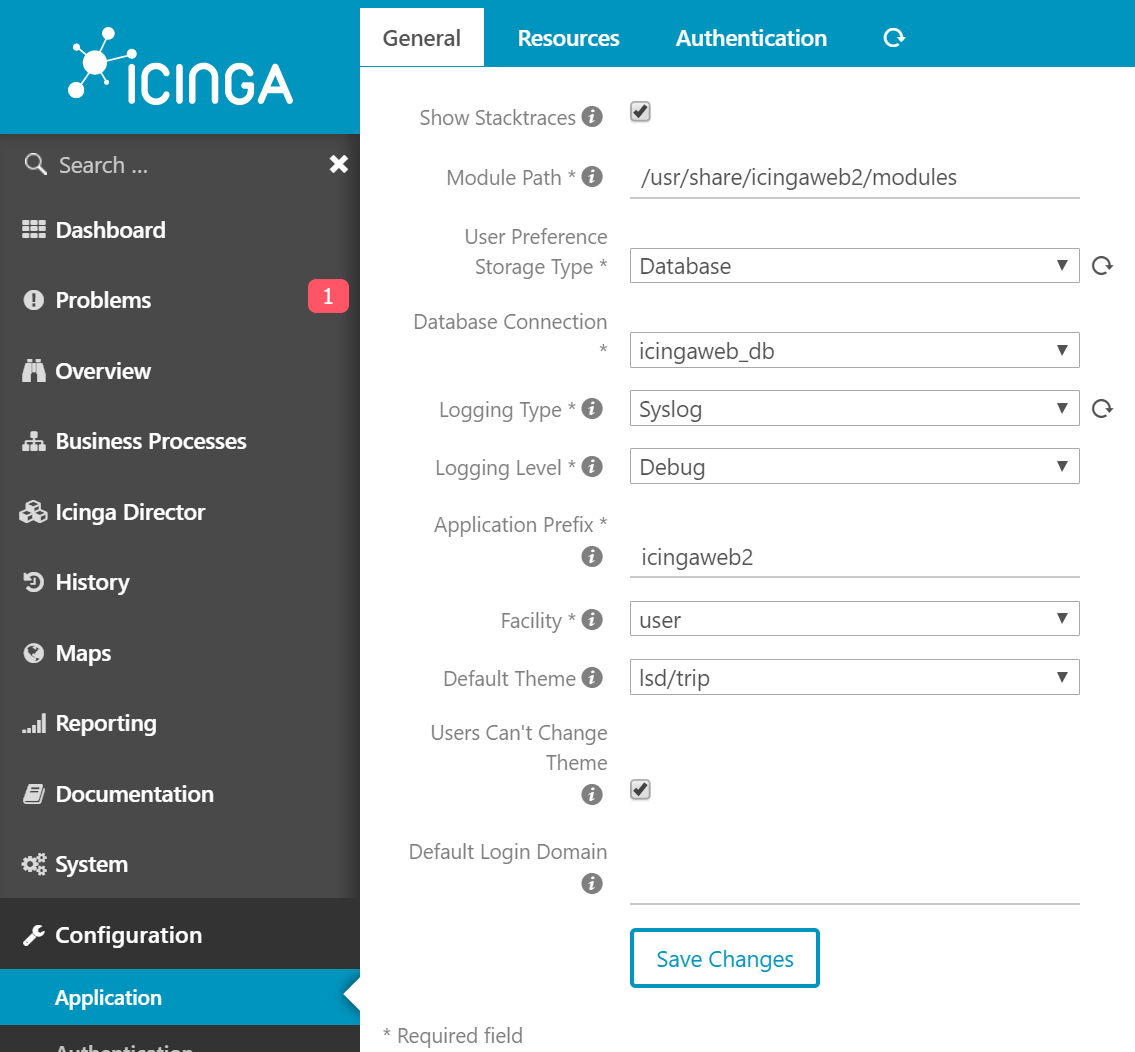 ICINGA
General
Resources
Authentication
Search ...
Dashboard
Problems
1
Overview
Business Processes
Icinga Director
History
Maps
Reporting
Documentation
System
Configuration
Application
Authentication
Show Stacktraces
Module Path *
/usr/share/icingaweb2/modules
User Preference
Storage Type *
Database
Database Connection
*
icingaweb_db
Logging Type *
Syslog
Logging Level *
Debug
Application Prefix *
icingaweb2
Facility *
user
Default Theme
lsd/trip
Users Can't Change
Theme
Default Login Domain
Save Changes
* Required field